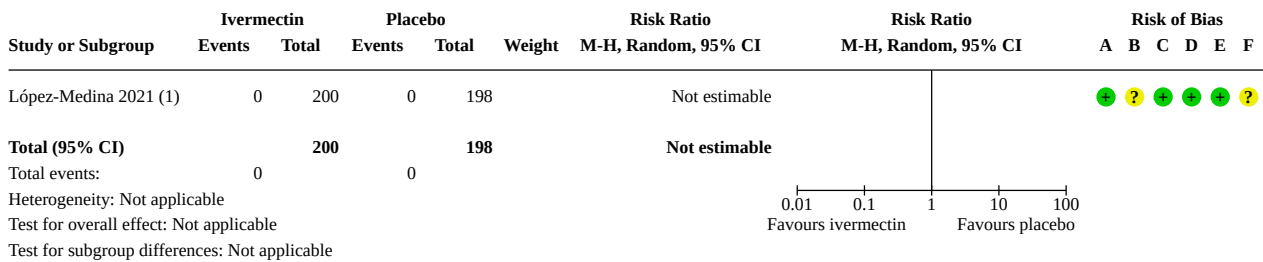 Ivermectin Placebo Risk Ratio Risk Ratio Risk of Bias
Study or Subgroup Events Total Events Total Weight M-H, Random, 95% CI M-H, Random, 95% CI A B C D E F
López-Medina 2021 (1) 0 200 0 198 Not estimable + ? + + + ?
Total (95% CI) 200 198 Not estimable
Total events: 0 0
Heterogeneity: Not applicable
0.01 0.1 1 10 100
Test for overall effect: Not applicable Favours ivermectin Favours placebo
Test for subgroup differences: Not applicable